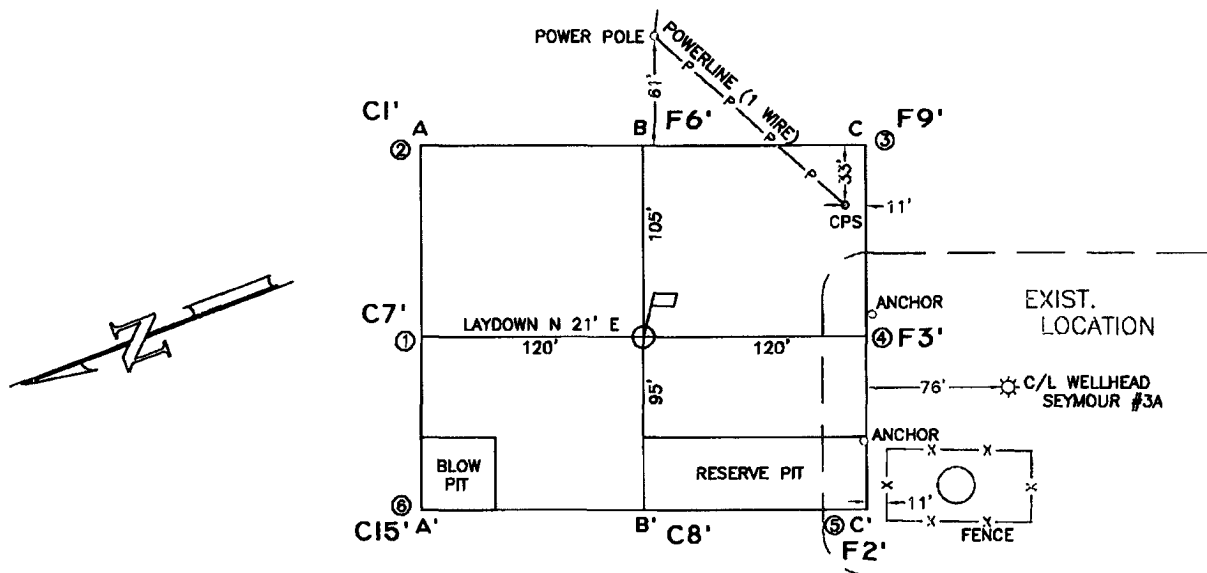 POWER POLE
POWERLINE (1 WIRE)
P
P
P
P
61'
C1'
A
B
F6'
C
F9'
②
③
33'
11'
CPS
105'
ANCHOR
EXIST.
LOCATION
N
C7'
LAYDOWN N 21' E
①
120'
120'
④
F3'
76'
C/L WELLHEAD
SEYMOUR #3A
95'
ANCHOR
BLOW
PIT
RESERVE PIT
x x
x x
11'
x x
⑥
C15'
A'
B'
C8'
⑤
C'
F2'
FENCE